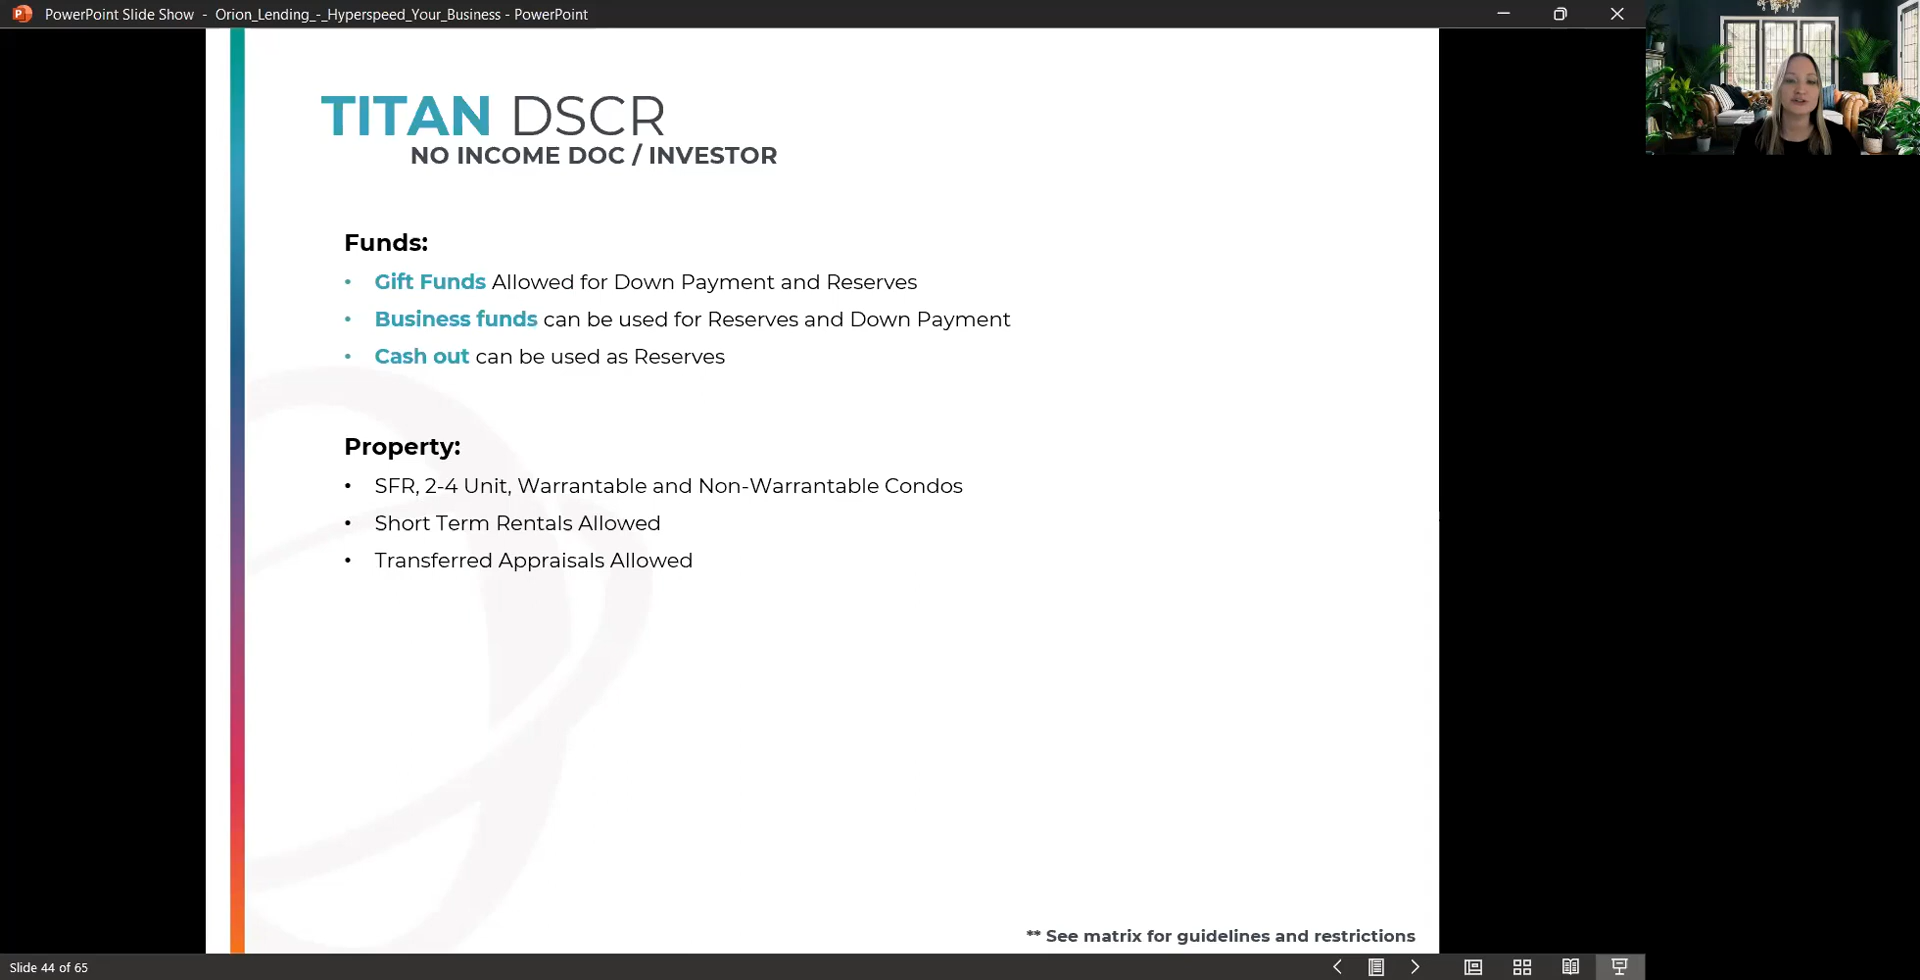 PowerPoint Slide Show - Orion_Lending_-_Hyperspeed_Your_Business - PowerPoint
TITAN DSCR
NO INCOME DOC / INVESTOR
Funds:
• Gift Funds Allowed for Down Payment and Reserves
• Business funds can be used for Reserves and Down Payment
• Cash out can be used as Reserves
Property:
• SFR, 2-4 Unit, Warrantable and Non-Warrantable Condos
• Short Term Rentals Allowed
• Transferred Appraisals Allowed
** See matrix for guidelines and restrictions
Slide 44 of 65